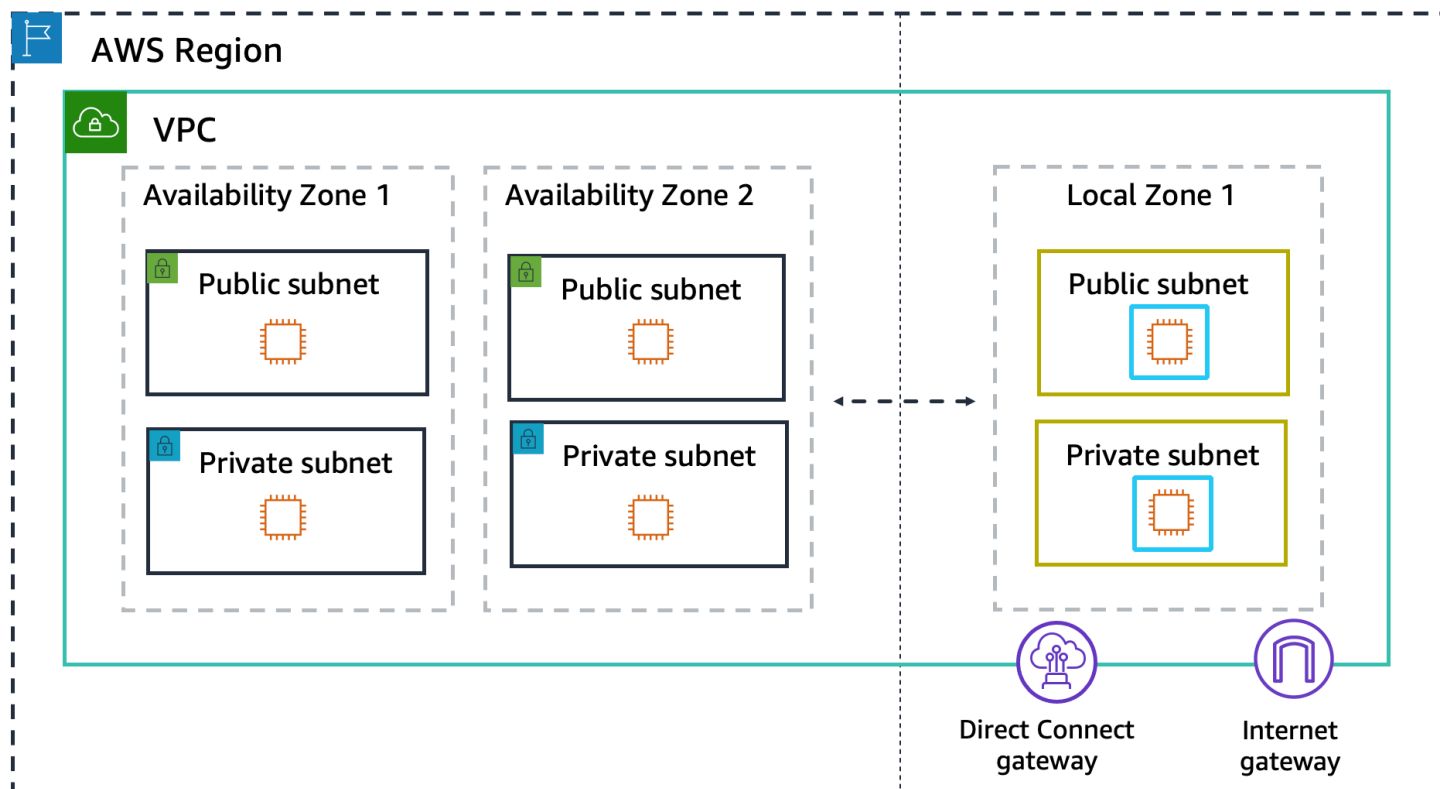 AWS Region
VPC
Availability Zone 1
Public subnet
Private subnet
Availability Zone 2
Public subnet
Private subnet
Local Zone 1
Public subnet
Private subnet
Direct Connect
gateway
Internet
gateway